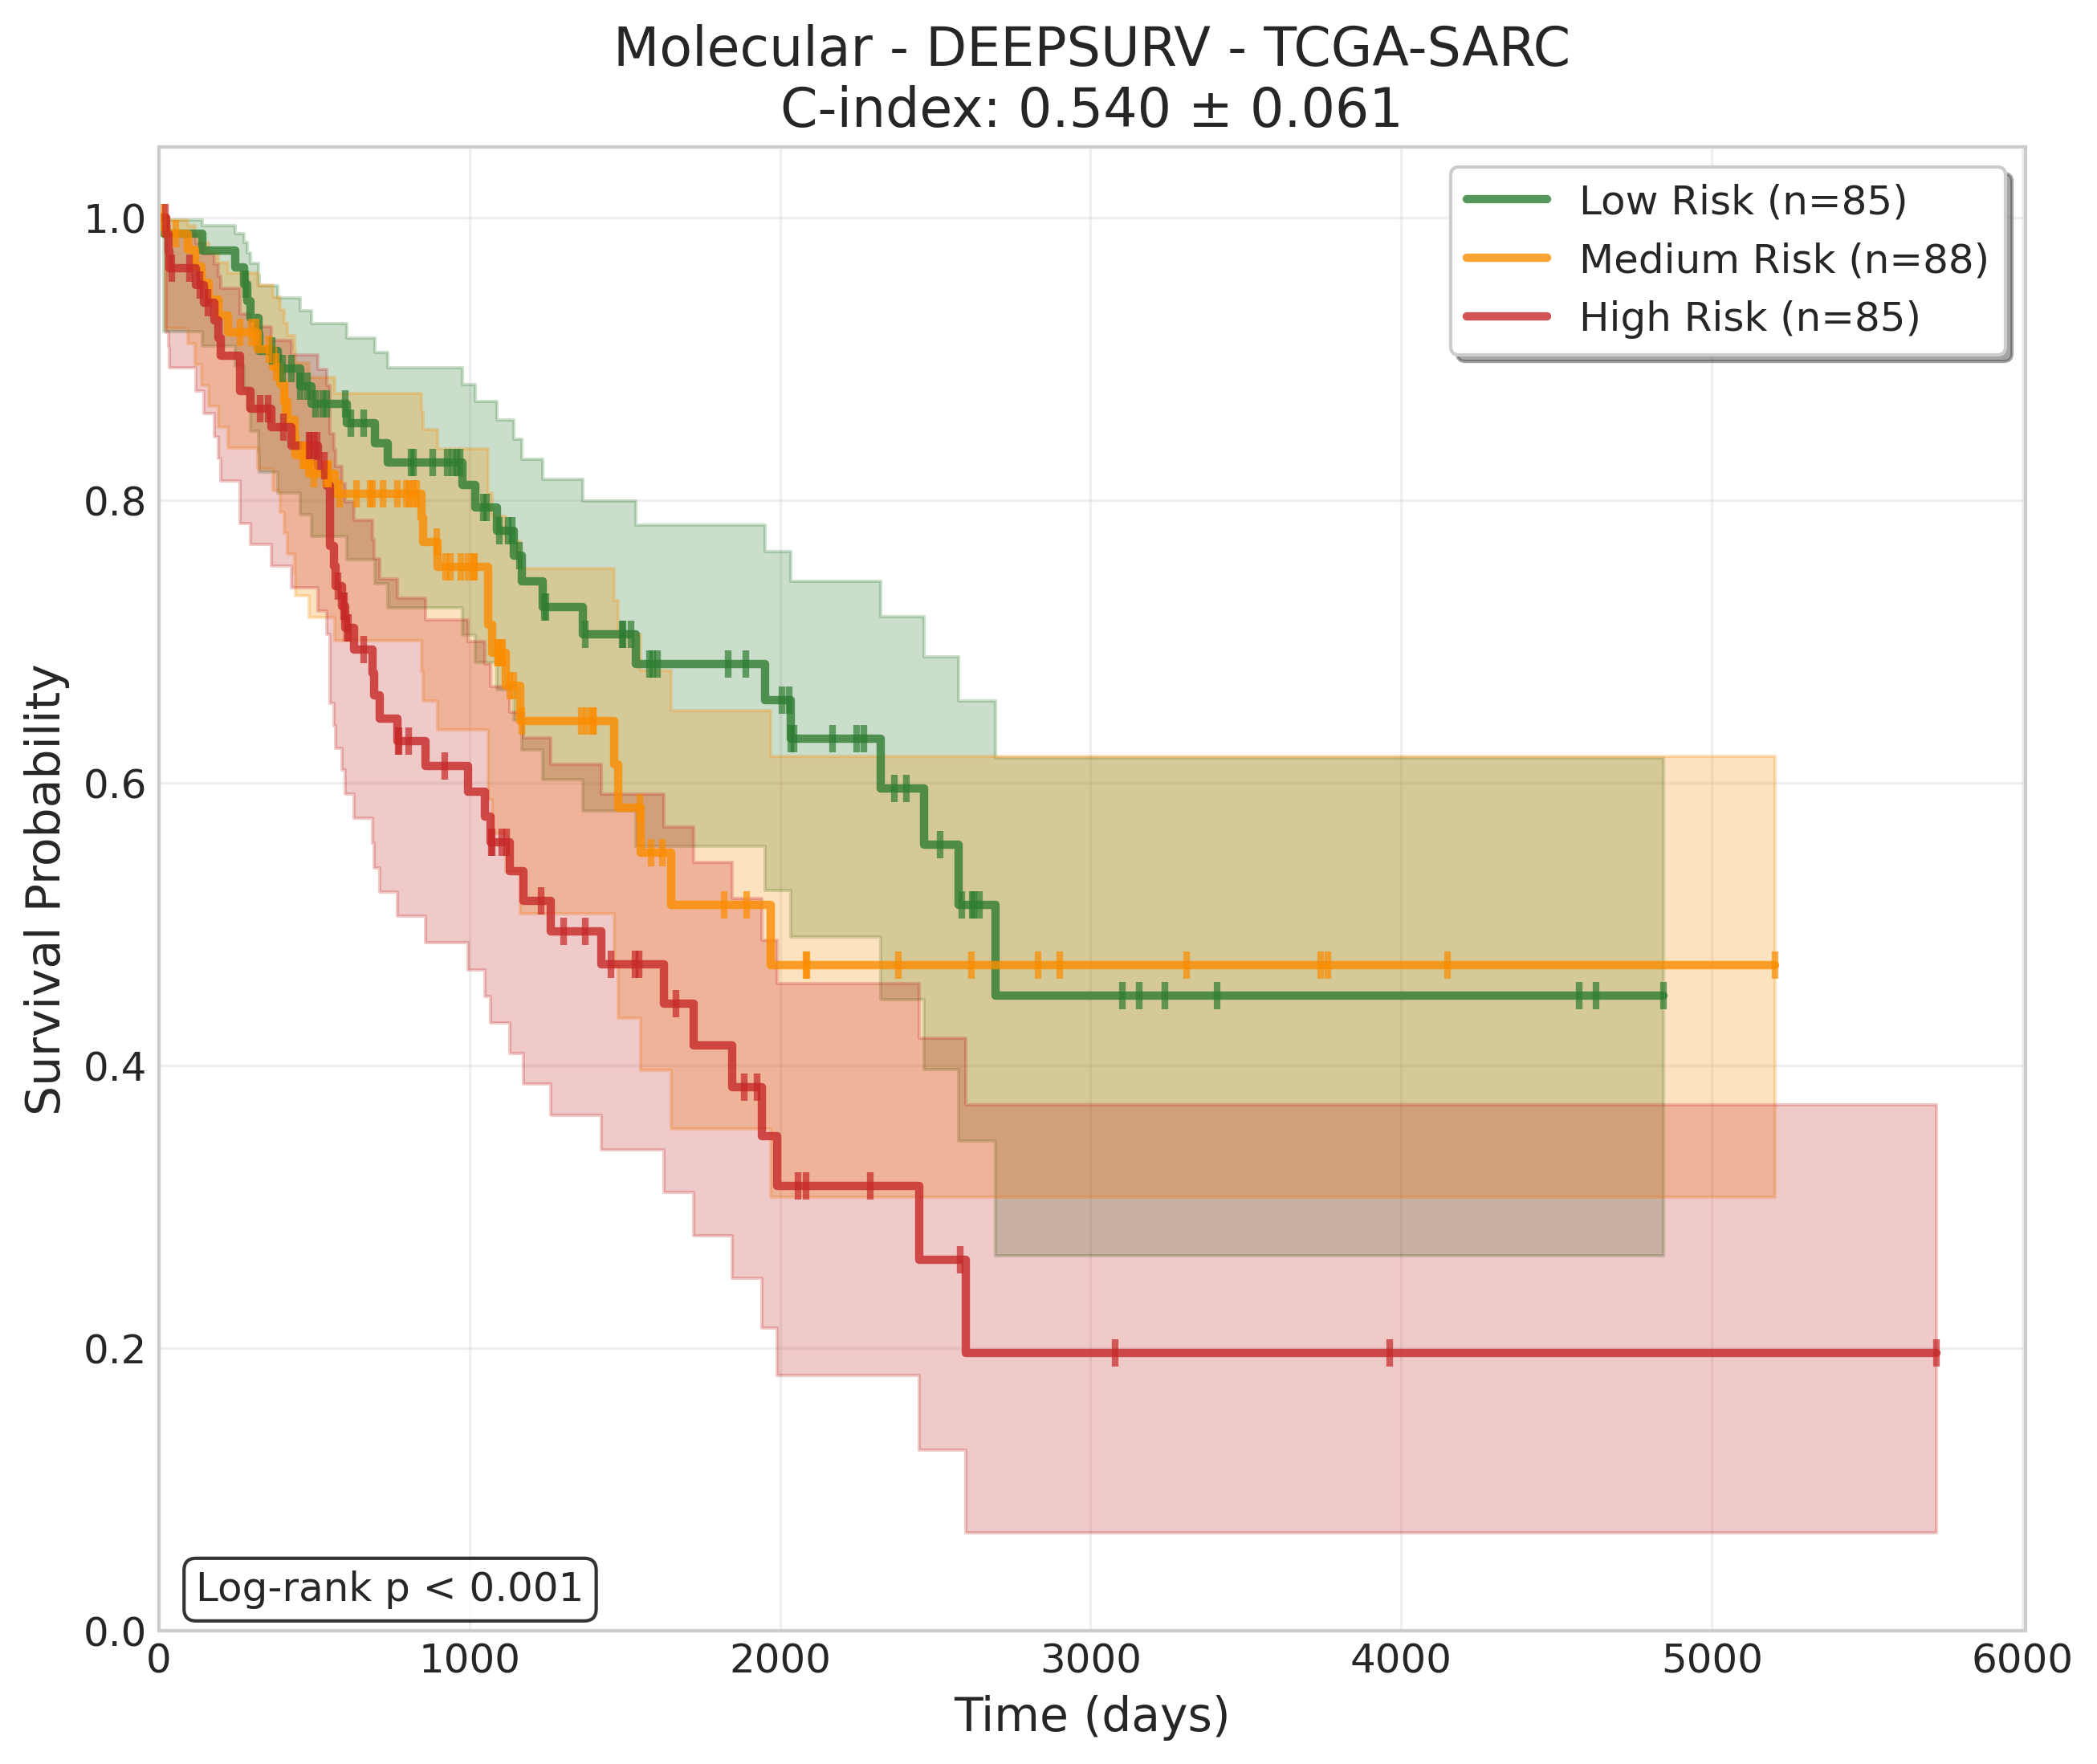 Molecular - DEEPSURV - TCGA-SARC
C-index: 0.540 ± 0.061
Low Risk (n=85)
Medium Risk (n=88)
High Risk (n=85)
Survival Probability
1.0
0.8
0.6
0.4
0.2
0.0
Log-rank p < 0.001
0 1000 2000 3000 4000 5000 6000
Time (days)